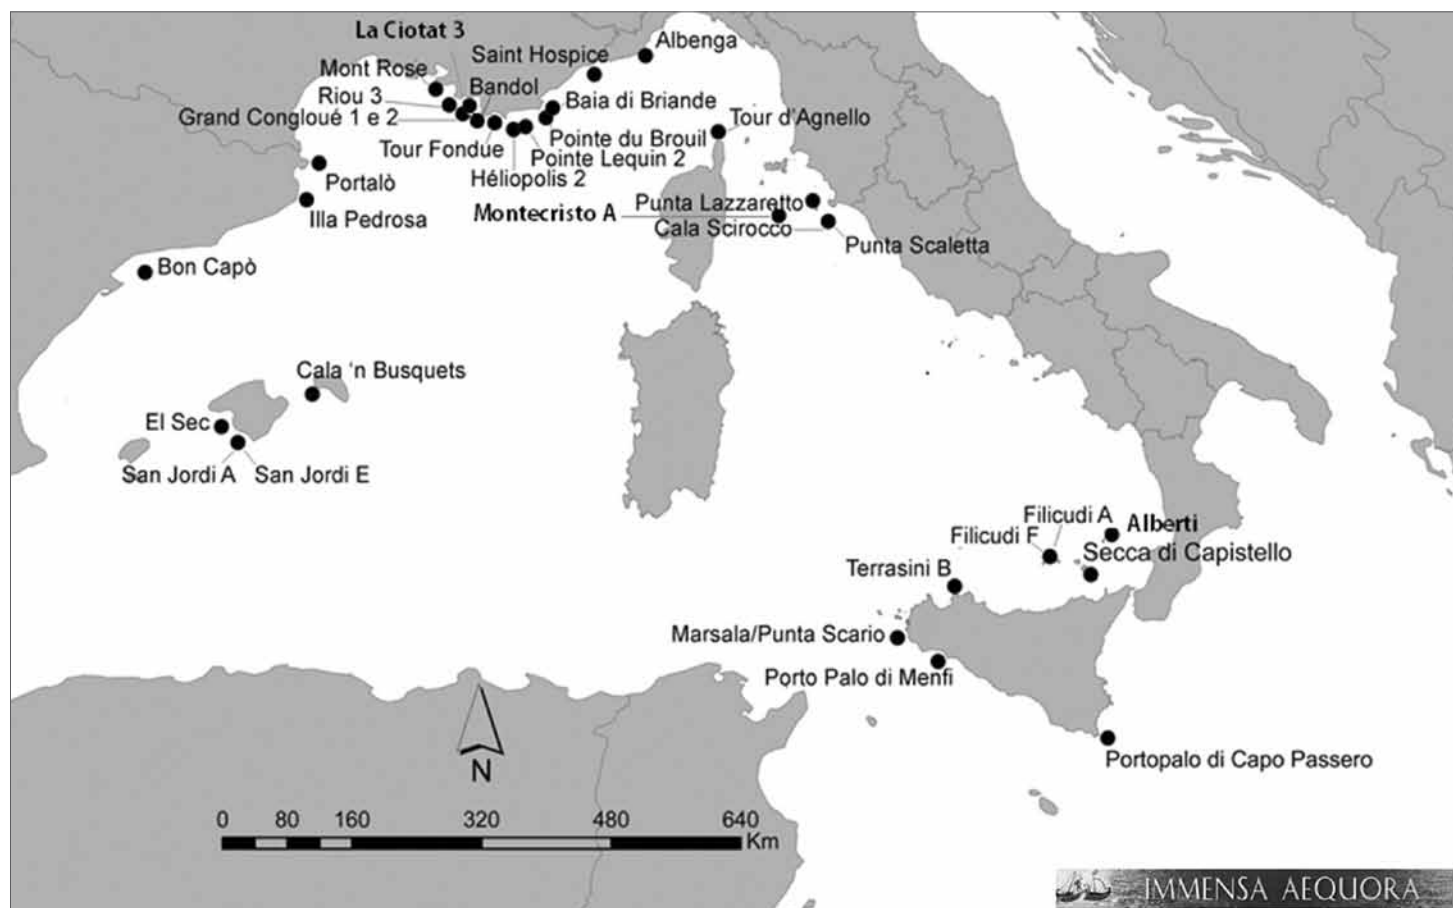 La Ciotat 3
Albenga
Saint Hospice
Mont Rose
Bandol
Riou 3
Baia di Briande
Grand Congloué 1 e 2
Tour d'Agnello
Pointe du Brouil
Tour Fondue
Pointe Lequin 2
Héliopolis 2
Portalò
Illa Pedrosa
Punta Lazzaretto
Montecristo A
Cala Scirocco
Punta Scaletta
Bon Capò
Cala 'n Busquets
El Sec
San Jordi A
San Jordi E
Filicudi A
Alberti
Filicudi F
Secca di Capistello
Terrasini B
Marsala/Punta Scario
Porto Palo di Menfi
Portopalo di Capo Passero
N
0 80 160 320 480 640
Km
IMMENSA AEQUORA